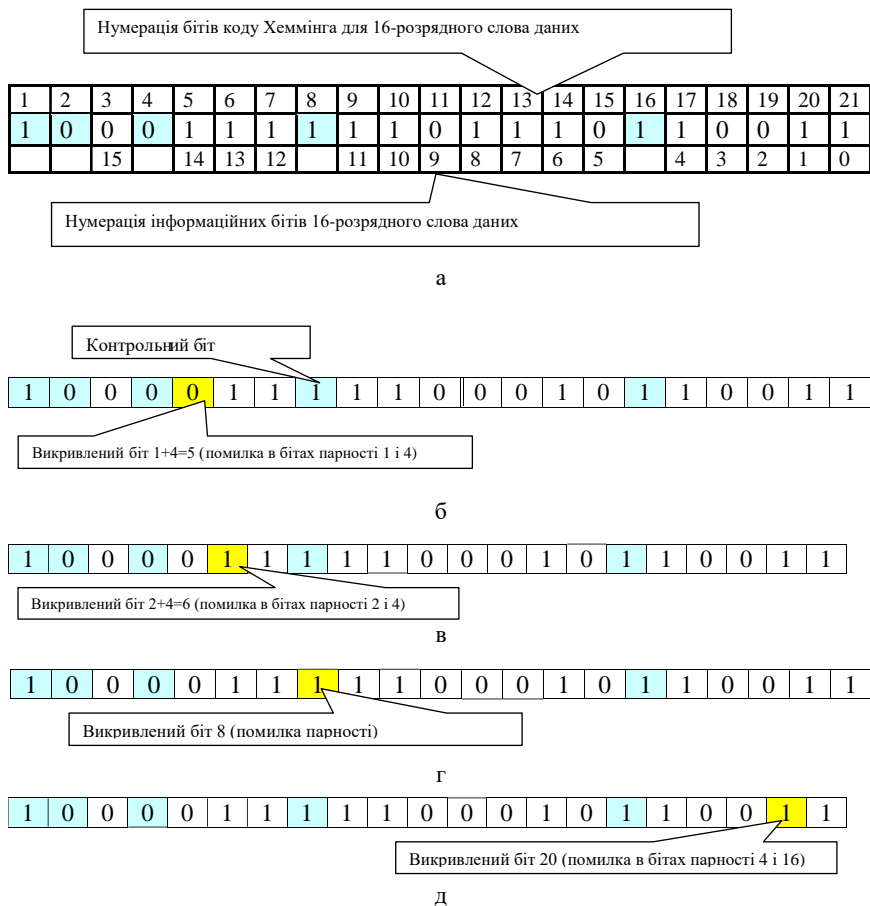 Нумерація бітів коду Хеммінга для 16-розрядного слова даних
1 2 3 4 5 6 7 8 9 10 11 12 13 14 15 16 17 18 19 20 21
1 0 0 0 1 1 1 1 1 1 0 1 1 1 0 1 1 0 0 1 1
15 14 13 12 11 10 9 8 7 6 5 4 3 2 1 0
Нумерація інформаційних бітів 16-розрядного слова даних
а
Контрольний біт
1 0 0 0 0 1 1 1 1 1 0 0 0 1 0 1 1 0 0 1 1
Викривлений біт 1+4=5 (помилка в бітах парності 1 і 4)
б
1 0 0 0 0 1 1 1 1 1 0 0 0 1 0 1 1 0 0 1 1
Викривлений біт 2+4=6 (помилка в бітах парності 2 і 4)
в
1 0 0 0 0 1 1 1 1 1 0 0 0 1 0 1 1 0 0 1 1
Викривлений біт 8 (помилка парності)
г
1 0 0 0 0 1 1 1 1 1 0 0 0 1 0 1 1 0 0 1 1
Викривлений біт 20 (помилка в бітах парності 4 і 16)
д